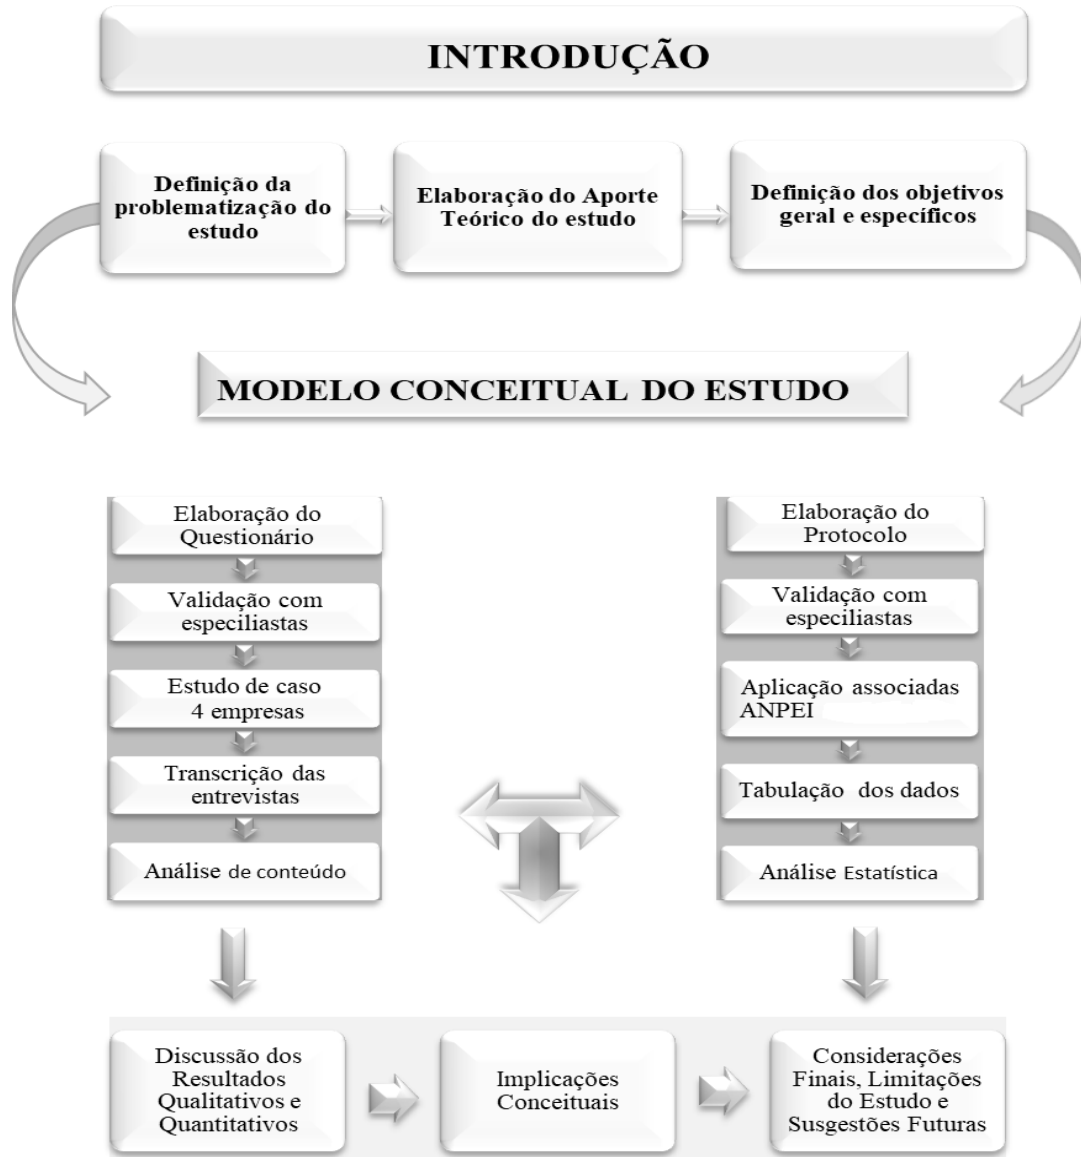 INTRODUÇÃO
Definição da
problematização do
estudo
Elaboração do Aporte
Teórico do estudo
Definição dos objetivos
geral e específicos
MODELO CONCEITUAL DO ESTUDO
Elaboração do
Questionário
Validação com
especiliastas
Estudo de caso
4 empresas
Transcrição das
entrevistas
Análise de conteúdo
Elaboração do
Protocolo
Validação com
especiliastas
Aplicação associadas
ANPEI
Tabulação dos dados
Análise Estatística
Discussão dos
Resultados
Qualitativos e
Quantitativos
Implicações
Conceituais
Considerações
Finais, Limitações
do Estudo e
Susgestões Futuras